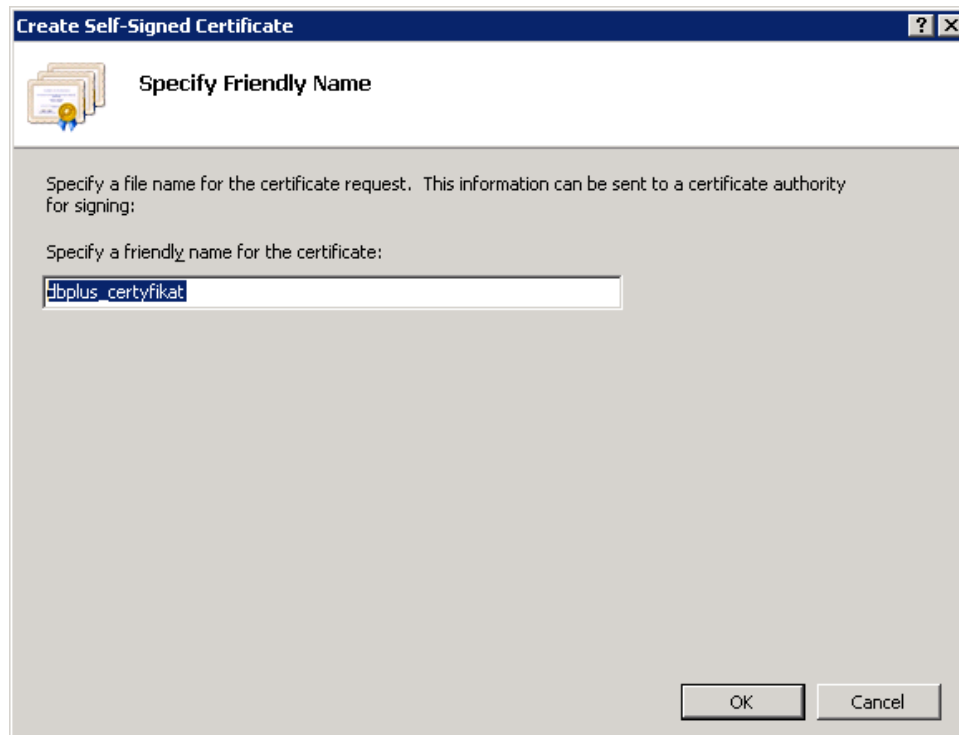 Create Self-Signed Certificate
Specify Friendly Name
Specify a file name for the certificate request.  This information can be sent to a certificate authority
for signing:
Specify a friendly name for the certificate:
dbplus_certyfikat
OK
Cancel